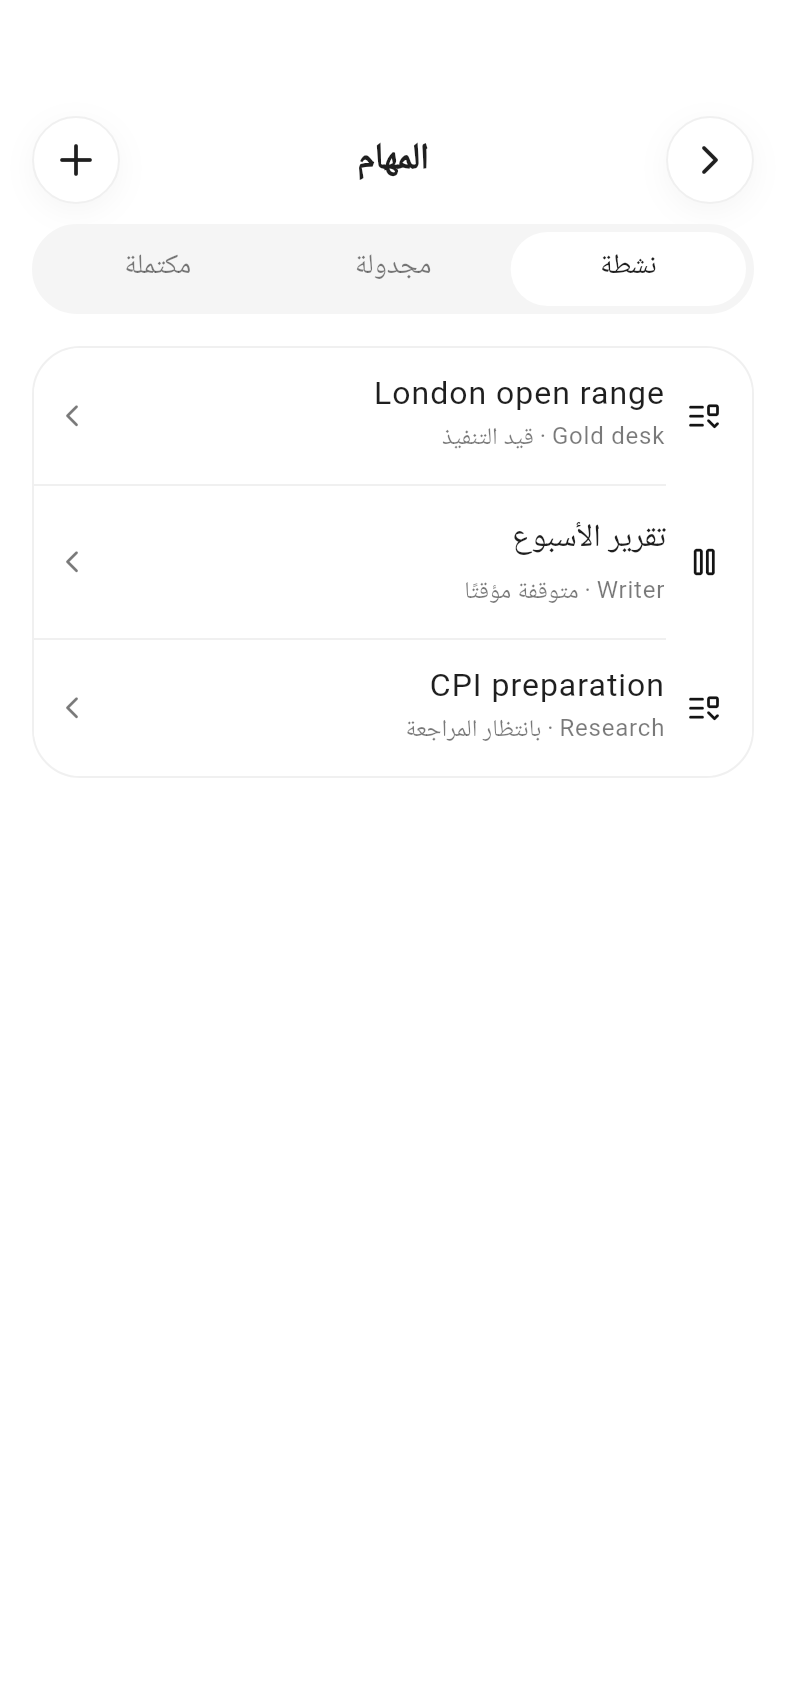 المهام
نشطة
مجدولة
مكتملة
London open range
Gold desk · قيد التنفيذ
تقرير الأسبوع
Writer · متوقفة مؤقتًا
CPI preparation
Research · بانتظار المراجعة